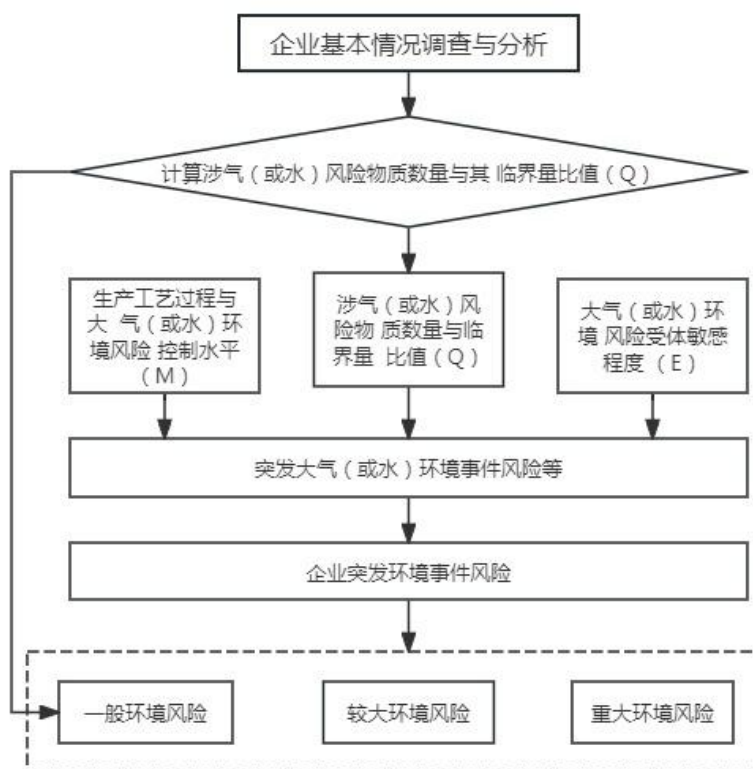 企业基本情况调查与分析
计算涉气（或水）风险物质数量与其 临界量比值（Q）
生产工艺过程与
大 气（或水）环
境风险 控制水平
（M）
涉气（或水）风
险物 质数量与临
界量 比值（Q）
大气（或水）环
境 风险受体敏感
程度 （E）
突发大气（或水）环境事件风险等
企业突发环境事件风险
一般环境风险
较大环境风险
重大环境风险